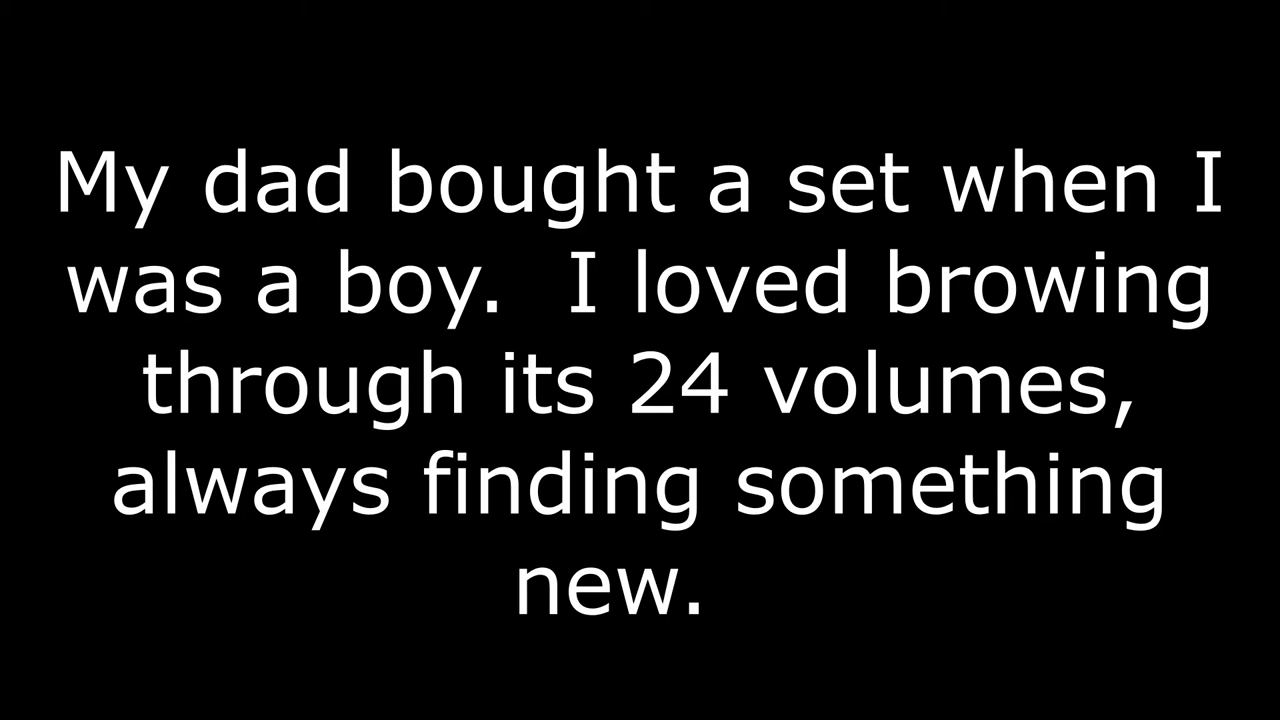 My dad bought a set when I
was a boy.  I loved browing
through its 24 volumes,
always finding something
new.